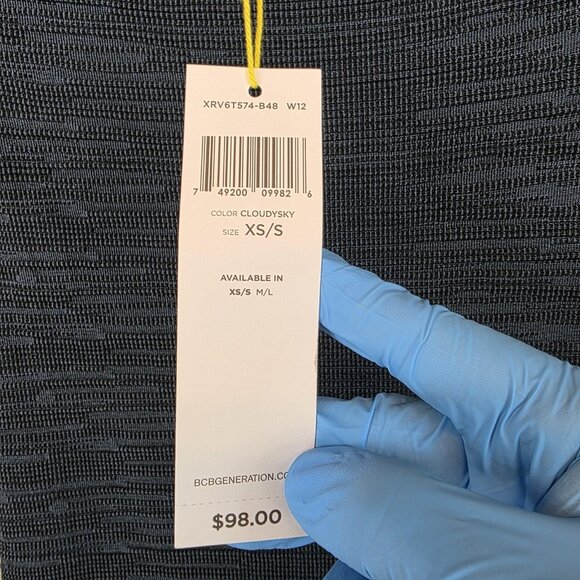 XRV6T574-B48 W12
7 49200 09982 6
COLOR CLOUDYSKY
SIZE XS/S
AVAILABLE IN
XS/S M/L
BCBGENERATION.CO
$98.00